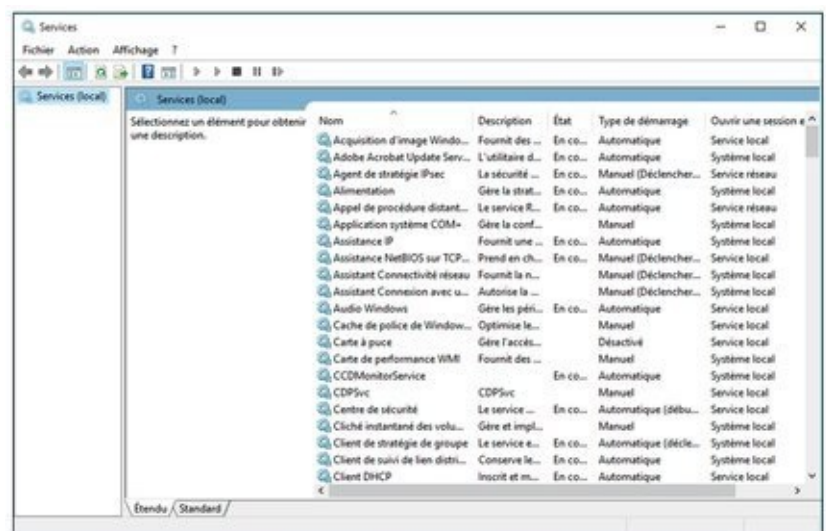 Services
Fichier Action Affichage ?
Services (local)
Services (local)
Sélectionnez un élément pour obtenir une description.
Nom Description État Type de démarrage Ouvrir une session e
Acquisition d'image Windo... Fournit des ... En co... Automatique Service local
Adobe Acrobat Update Serv... L'utilitaire d... En co... Automatique Système local
Agent de stratégie IPsec La sécurité ... En co... Manuel (Déclencher... Service réseau
Alimentation Gère la strat... En co... Automatique Système local
Appel de procédure distant... Le service R... En co... Automatique Service réseau
Application système COM+ Gère la conf... Manuel Système local
Assistance IP Fournit une ... En co... Automatique Système local
Assistance NetBIOS sur TCP... Prend en ch... En co... Manuel (Déclencher... Service local
Assistant Connectivité réseau Fournit la n... Manuel (Déclencher... Système local
Assistant Connexion avec u... Autorise la ... Manuel (Déclencher... Système local
Audio Windows Gère les péri... En co... Automatique Service local
Cache de police de Window... Optimise le... Manuel Service local
Carte à puce Gère l'accès... Désactivé Service local
Carte de performance WMI Fournit des ... Manuel Système local
CCDMonitorService En co... Automatique Système local
CDPSvc CDPSvc Manuel Service local
Centre de sécurité Le service ... En co... Automatique (débu... Service local
Cliché instantané des volu... Gère et impl... Manuel Système local
Client de stratégie de groupe Le service e... En co... Automatique (décle... Système local
Client de suivi de lien distri... Conserve le... En co... Automatique Système local
Client DHCP Inscrit et m... En co... Automatique Service local
Étendu Standard